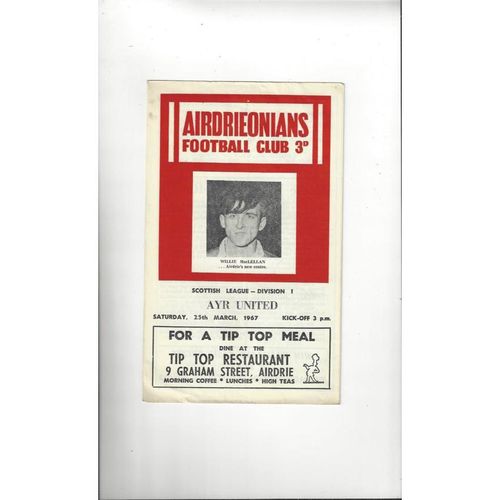 AIRDRIEONIANS
FOOTBALL CLUB 3D
WILLIE MacLELLAN
...Airdrie's new centre.
SCOTTISH LEAGUE — DIVISION 1
AYR UNITED
SATURDAY, 25th MARCH, 1967 KICK-OFF 3 p.m.
FOR A TIP TOP MEAL
DINE AT THE
TIP TOP RESTAURANT
9 GRAHAM STREET, AIRDRIE
MORNING COFFEE • LUNCHES • HIGH TEAS